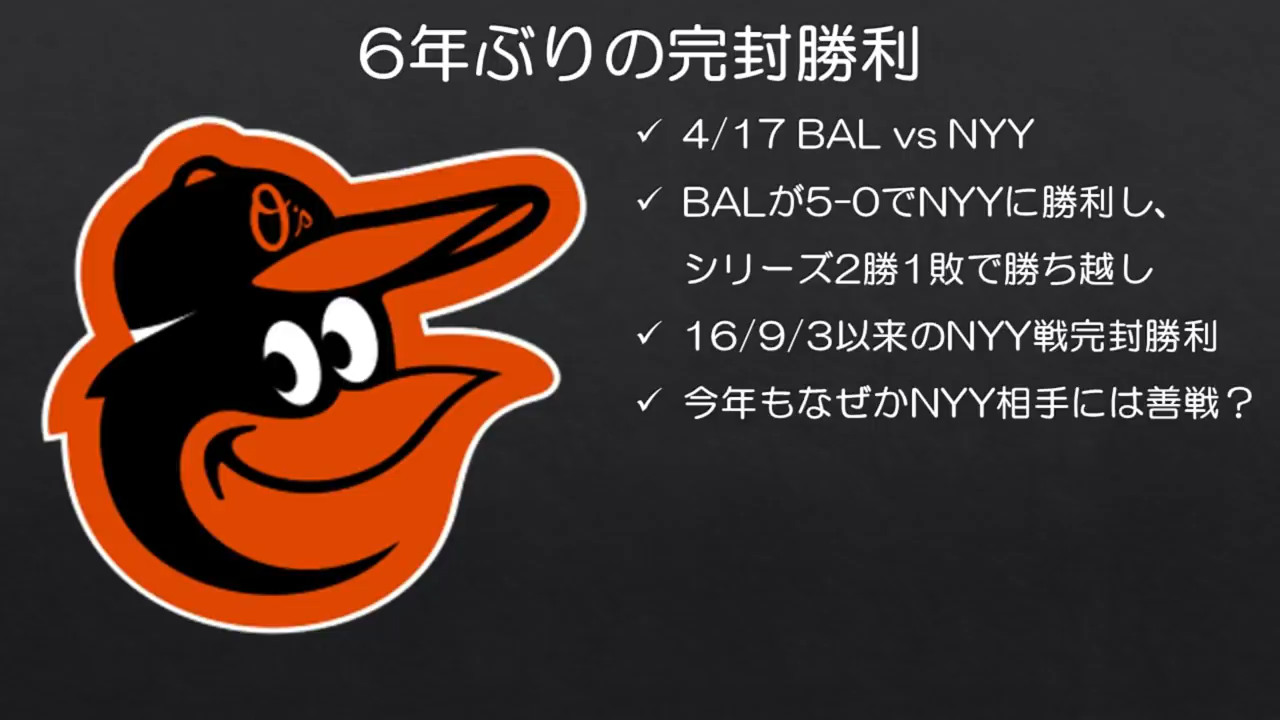 6年ぶりの完封勝利
✓ 4/17 BAL vs NYY
✓ BALが5-0でNYYに勝利し、
シリーズ2勝1敗で勝ち越し
✓ 16/9/3以来のNYY戦完封勝利
✓ 今年もなぜかNYY相手には善戦？
O's